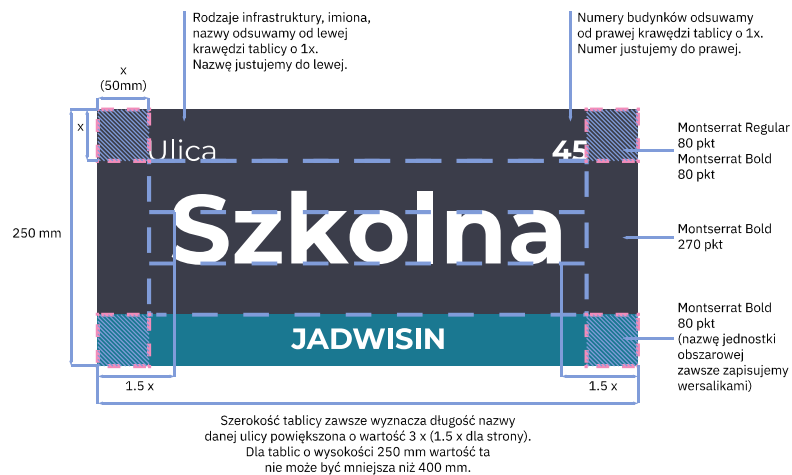 Rodzaje infrastruktury, imiona,
nazwy odsuwamy od lewej
krawędzi tablicy o 1x.
Nazwę justujemy do lewej.
Numery budynków odsuwamy
od prawej krawędzi tablicy o 1x.
Numer justujemy do prawej.
x
(50mm)
x
Ulica
45
Montserrat Regular
80 pkt
Montserrat Bold
80 pkt
250 mm
Szkolna
Montserrat Bold
270 pkt
JADWISIN
Montserrat Bold
80 pkt
(nazwę jednostki
obszarowej
zawsze zapisujemy
wersalikami)
1.5 x
1.5 x
Szerokość tablicy zawsze wyznacza długość nazwy
danej ulicy powiększona o wartość 3 x (1.5 x dla strony).
Dla tablic o wysokości 250 mm wartość ta
nie może być mniejsza niż 400 mm.